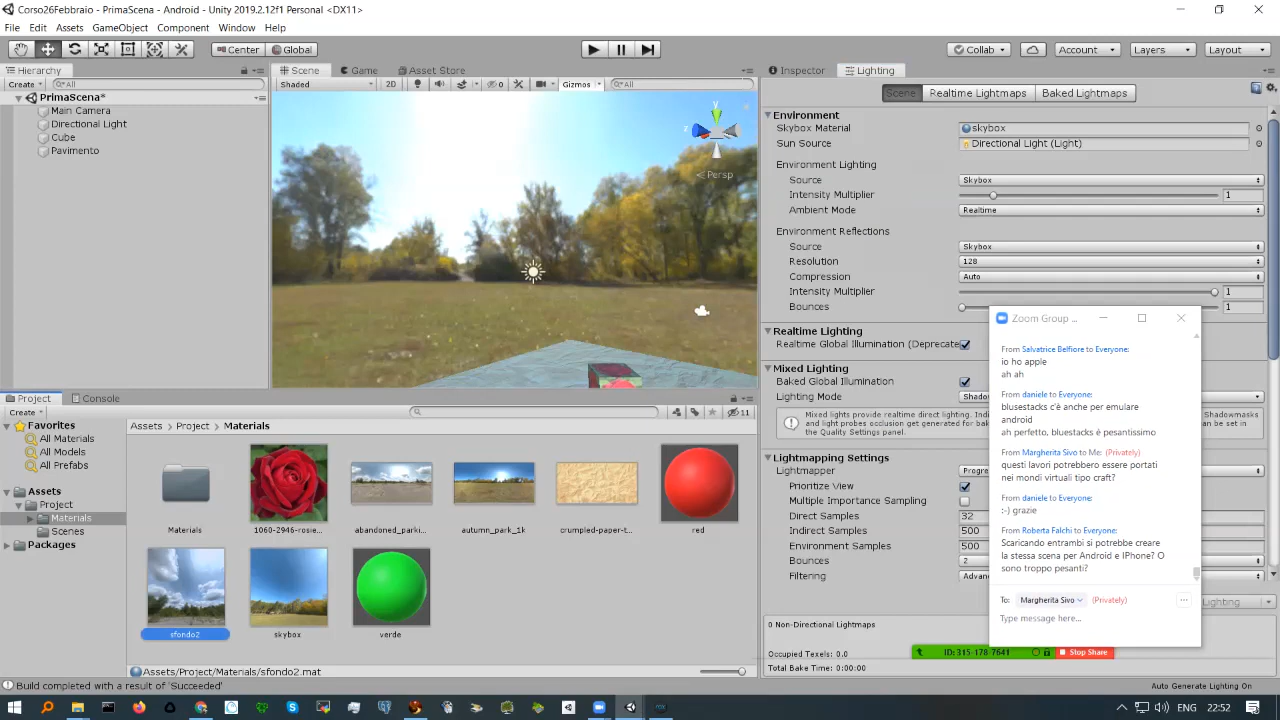 Corso26Febbraio - PrimaScena - Android - Unity 2019.2.12f1 Personal <DX11>
File Edit Assets GameObject Component Window Help
Center Global
Collab Account Layers Layout
Hierarchy
Create All
PrimaScena*
Main Camera
Directional Light
Cube
Pavimento
Scene Game Asset Store
Shaded 2D 0 Gizmos All
y
z
Persp
Inspector Lighting
Scene Realtime Lightmaps Baked Lightmaps
Environment
Skybox Material skybox
Sun Source Directional Light (Light)
Environment Lighting
Source Skybox
Intensity Multiplier 1
Ambient Mode Realtime
Environment Reflections
Source Skybox
Resolution 128
Compression Auto
Intensity Multiplier 1
Bounces 1
Realtime Lighting
Realtime Global Illumination (Deprecate
Mixed Lighting
Baked Global Illumination
Lighting Mode Shado
Mixed lights provide realtime direct lighting. Indi Shadowmasks
and light probes occlusion get generated for bak can be set in
the Quality Settings panel.
Lightmapping Settings
Lightmapper Progre
Prioritize View
Multiple Importance Sampling
Direct Samples 32
Indirect Samples 500
Environment Samples 500
Bounces 2
Filtering Advan
Lighting
0 Non-Directional Lightmaps
Occupied Texels: 0.0
Total Bake Time: 0:00:00
ID: 315-178-7641 Stop Share
Zoom Group ...
From Salvatrice Belfiore to Everyone:
io ho apple
ah ah
From daniele to Everyone:
blusestacks c'è anche per emulare
android
ah perfetto, bluestacks è pesantissimo
From Margherita Sivo to Me: (Privately)
questi lavori potrebbero essere portati
nei mondi virtuali tipo craft?
From daniele to Everyone:
:-) grazie
From Roberta Falchi to Everyone:
Scaricando entrambi si potrebbe creare
la stessa scena per Android e IPhone? O
sono troppo pesanti?
To: Margherita Sivo (Privately) ...
Type message here...
Project Console
Create 11
Favorites
All Materials
All Models
All Prefabs
Assets
Project
Materials
Scenes
Packages
Assets > Project > Materials
Materials
1060-2946-rosie...
abandoned_parki...
autumn_park_1k
crumpled-paper-t...
red
sfondo2
skybox
verde
Assets/Project/Materials/sfondo2.mat
Build completed with a result of 'Succeeded'
Auto Generate Lighting On
ENG 22:52